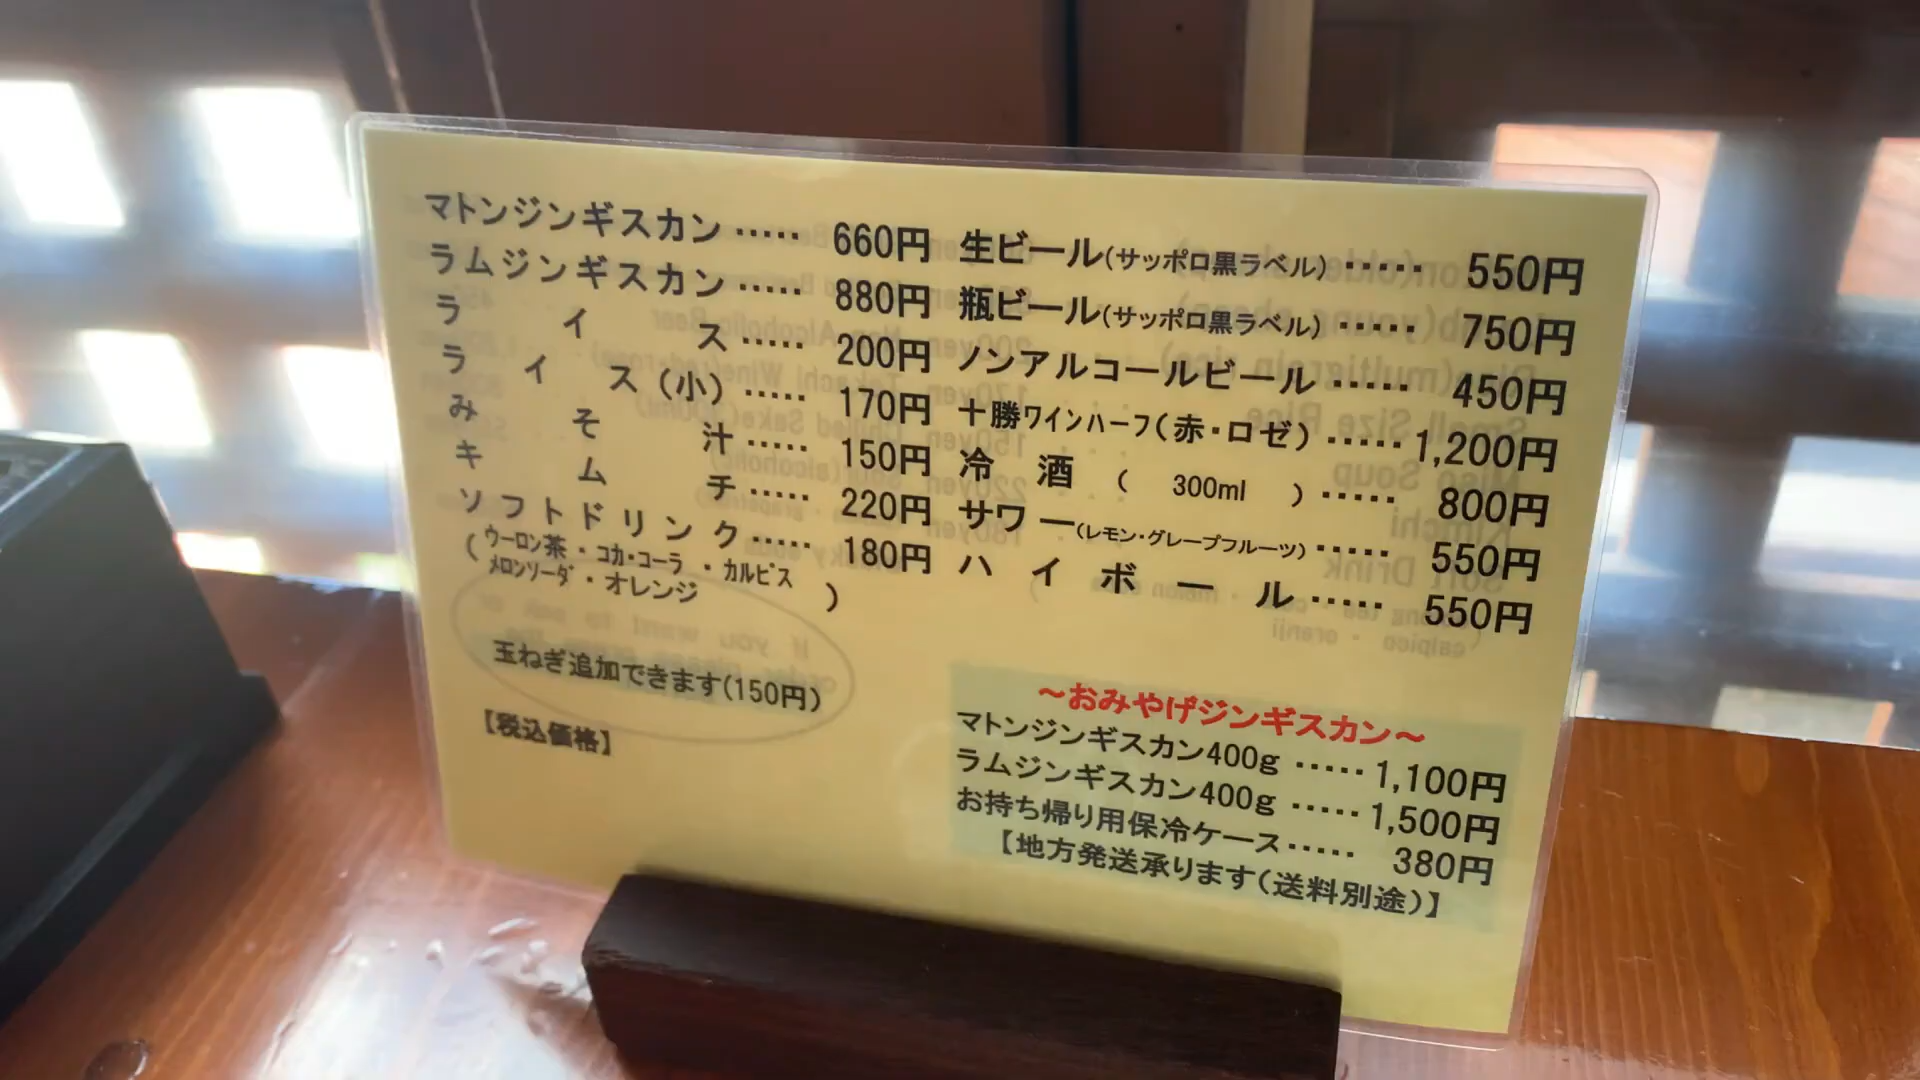 マトンジンギスカン ····· 660円
ラムジンギスカン ····· 880円
ライス ····· 200円
ライス(小) ····· 170円
みそ汁 ····· 150円
キムチ ····· 220円
ソフトドリンク ····· 180円
(ウーロン茶・コカ・コーラ・カルピス
メロンソーダ・オレンジ)
玉ねぎ追加できます(150円)
【税込価格】
生ビール(サッポロ黒ラベル) ····· 550円
瓶ビール(サッポロ黒ラベル) ····· 750円
ノンアルコールビール ····· 450円
十勝ワインハーフ(赤・ロゼ) ····· 1,200円
冷酒(300ml) ····· 800円
サワー(レモン・グレープフルーツ) ····· 550円
ハイボール ····· 550円
～おみやげジンギスカン～
マトンジンギスカン400g ····· 1,100円
ラムジンギスカン400g ····· 1,500円
お持ち帰り用保冷ケース ····· 380円
【地方発送承ります(送料別途)】